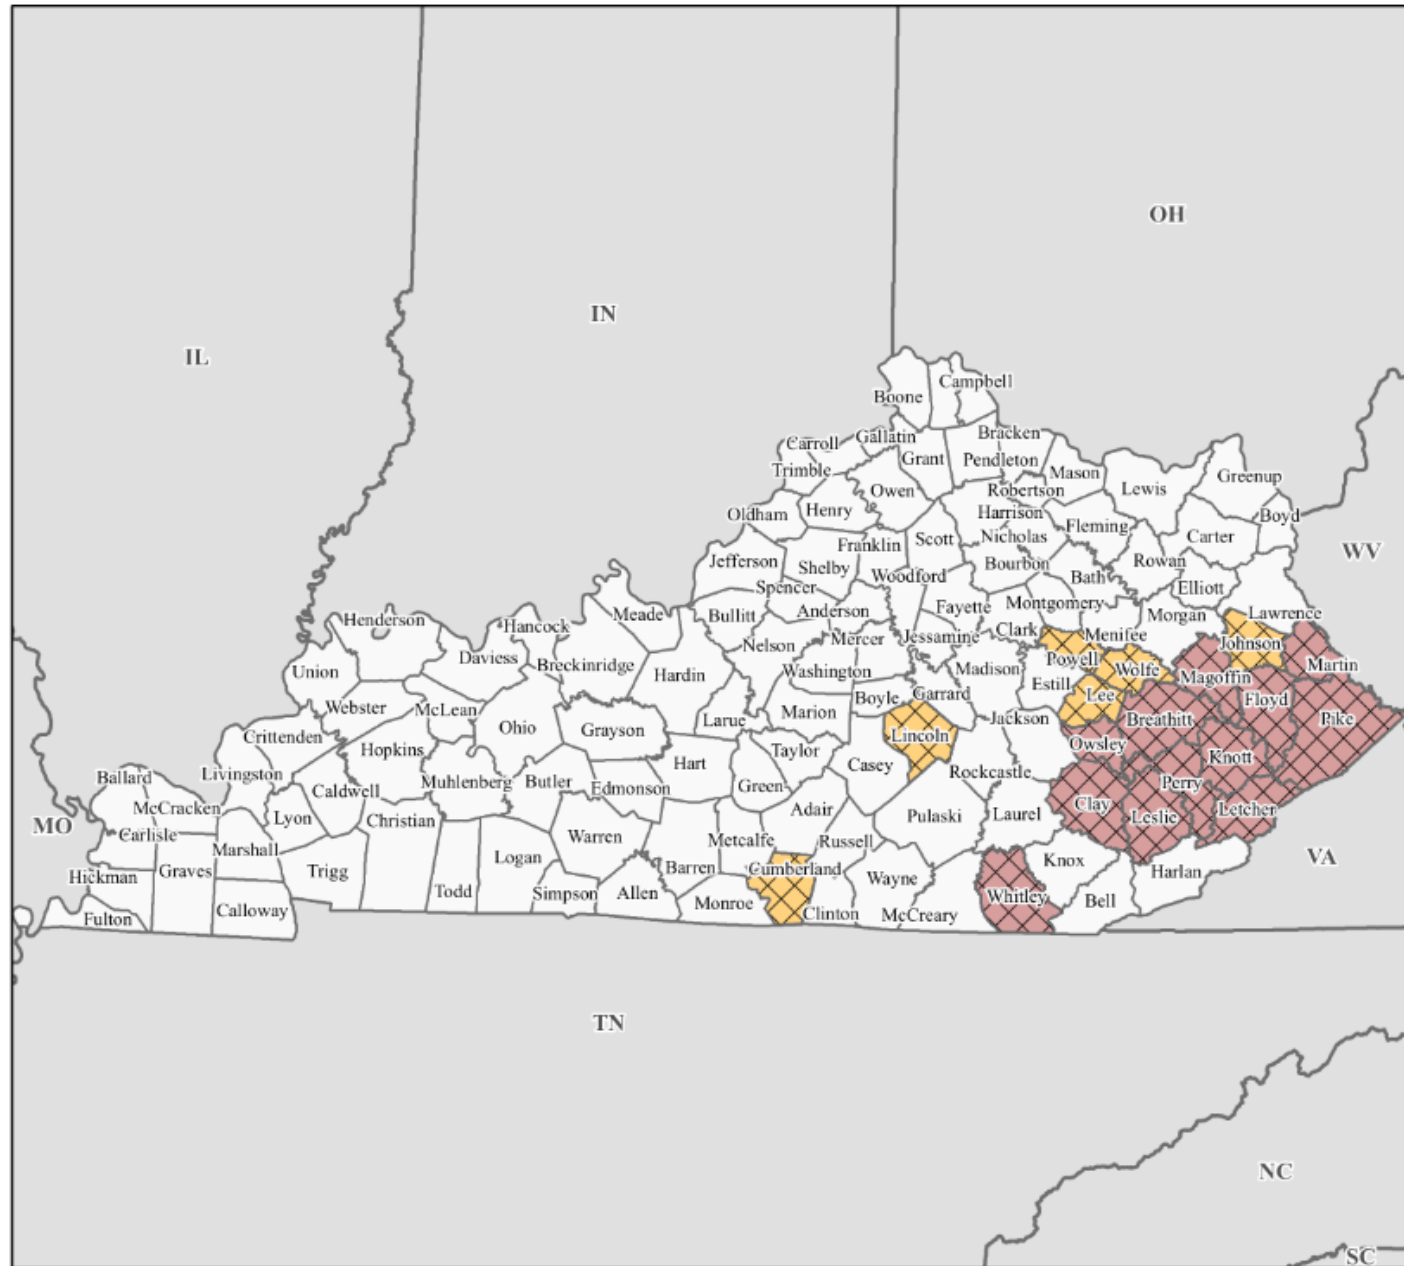 OH
IN
IL
Campbell
Boone
Bracken
Gallatin
Carroll
Grant
Pendleton
Trimble
Mason
Greenup
Owen
Robertson
Lewis
Henry
Harrison
Oldham
Boyd
Fleming
Nicholas
Carter
Scott
Franklin
WV
Jefferson
Rowan
Shelby
Bourbon
Woodford
Bath
Elliott
Spencer
Montgomery
Fayette
Anderson
Lawrence
Meade
Bullitt
Morgan
Henderson
Hancock
Clark
Menifee
Jessamine
Mercer
Johnson
Nelson
Daviess
Powell
Breckinridge
Martin
Washington
Madison
Wolfe
Union
Hardin
Magoffin
Estill
Garrard
Lee
Boyle
Floyd
Webster
McLean
Marion
Larue
Jackson
Breathitt
Pike
Ohio
Grayson
Crittenden
Lincoln
Owsley
Hopkins
Taylor
Knott
Hart
Casey
Livingston
Rockcastle
Ballard
Muhlenberg
Butler
Perry
Green
Edmonson
Caldwell
Clay
McCracken
Adair
Letcher
Laurel
Pulaski
Leslie
Lyon
Christian
MO
Carlisle
Warren
Metcalfe
Russell
Marshall
VA
Logan
Knox
Barren
Cumberland
Trigg
Graves
Harlan
Hickman
Wayne
Todd
Simpson
Allen
Whitley
Bell
Monroe
Calloway
Clinton
McCreary
Fulton
TN
NC
SC